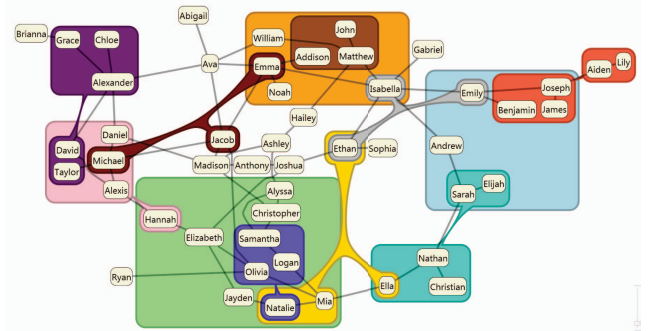 Abigail
Brianna
Grace
Chloe
William
John
Addison
Matthew
Gabriel
Ava
Emma
Alexander
Noah
Isabella
Emily
Joseph
Aiden
Lily
Benjamin
James
Hailey
Daniel
Jacob
Ashley
Ethan
Sophia
Andrew
David
Michael
Taylor
Madison
Anthony
Joshua
Alexis
Alyssa
Sarah
Elijah
Hannah
Christopher
Elizabeth
Samantha
Nathan
Logan
Ryan
Olivia
Ella
Christian
Jayden
Natalie
Mia